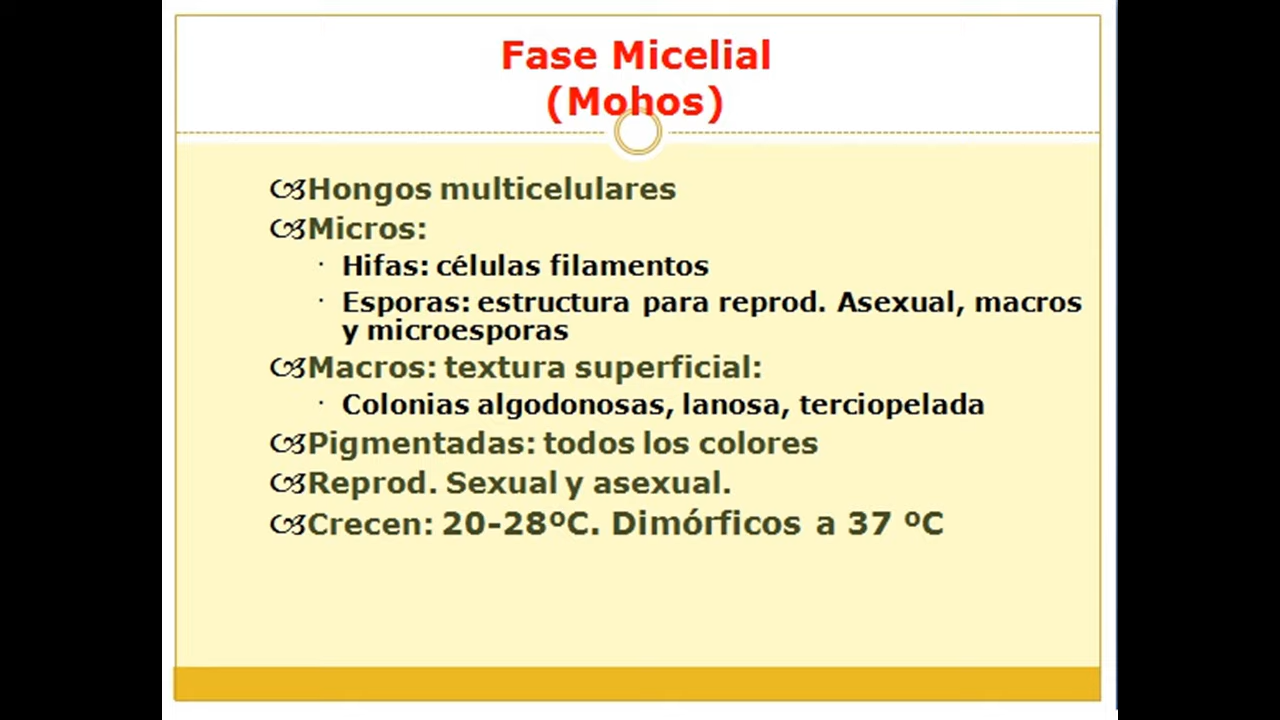 Fase Micelial
(Mohos)
Hongos multicelulares
Micros:
· Hifas: células filamentos
· Esporas: estructura para reprod. Asexual, macros
y microesporas
Macros: textura superficial:
· Colonias algodonosas, lanosa, terciopelada
Pigmentadas: todos los colores
Reprod. Sexual y asexual.
Crecen: 20-28ºC. Dimórficos a 37 ºC